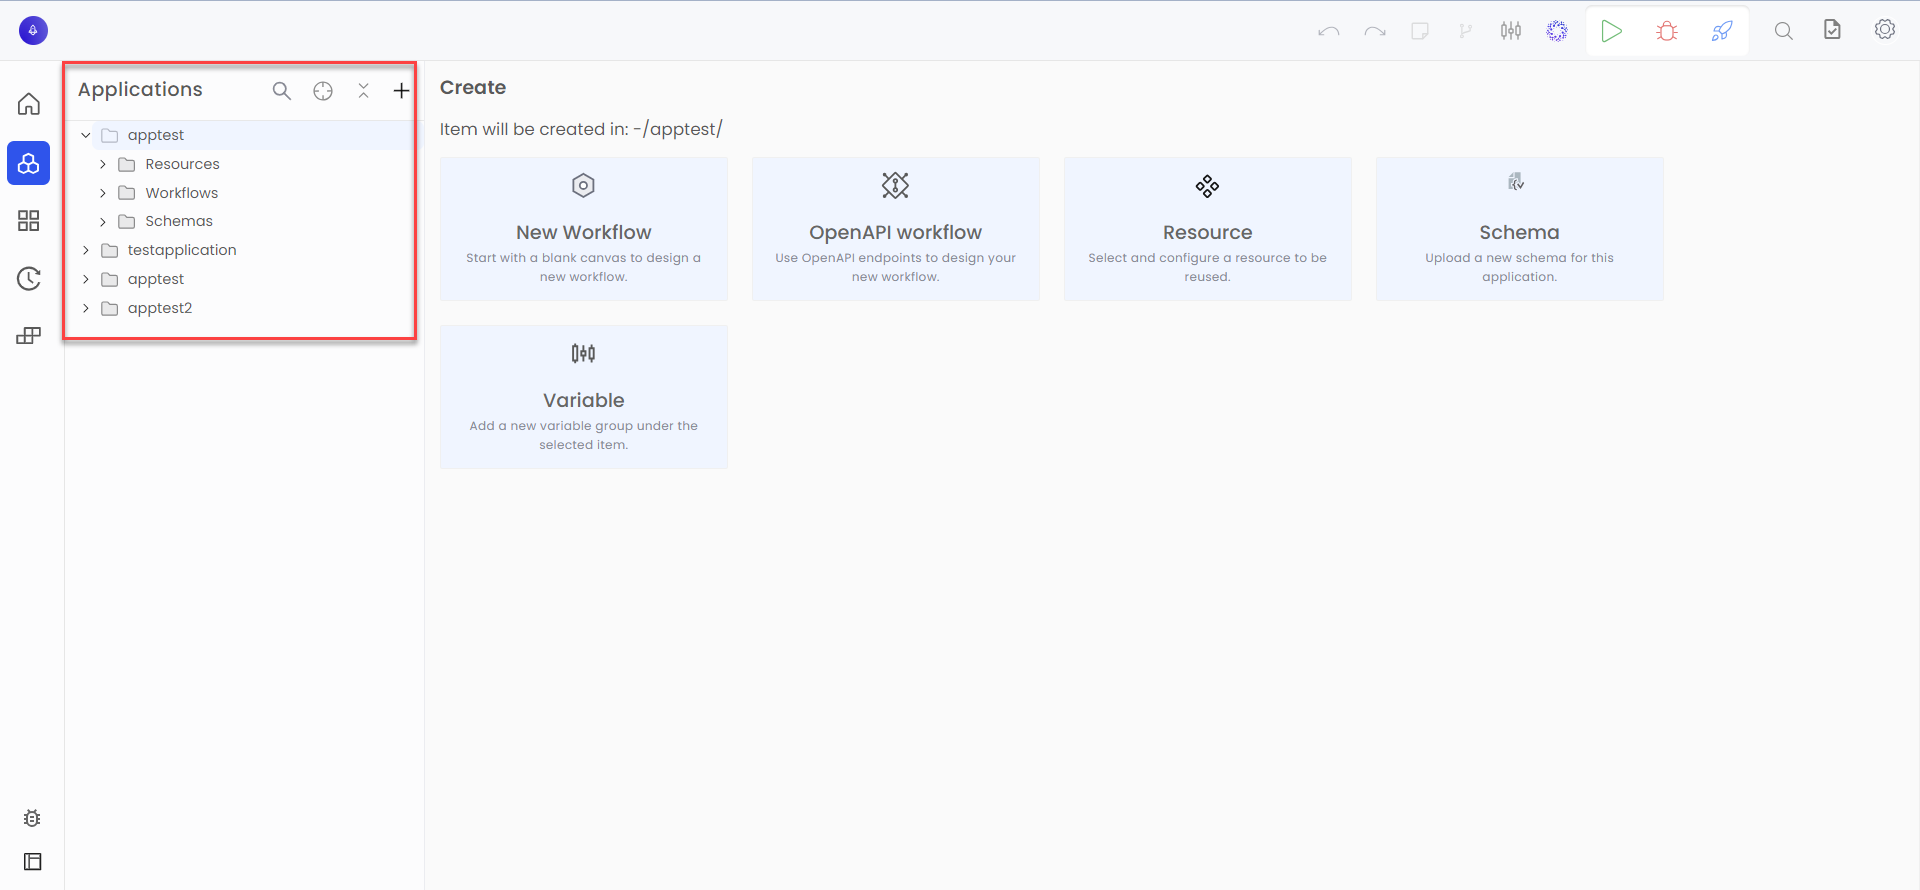 Applications
apptest
Resources
Workflows
Schemas
testapplication
apptest
apptest2
Create
Item will be created in: -/apptest/
New Workflow
Start with a blank canvas to design a
new workflow.
OpenAPI workflow
Use OpenAPI endpoints to design your
new workflow.
Resource
Select and configure a resource to be
reused.
Schema
Upload a new schema for this
application.
Variable
Add a new variable group under the
selected item.